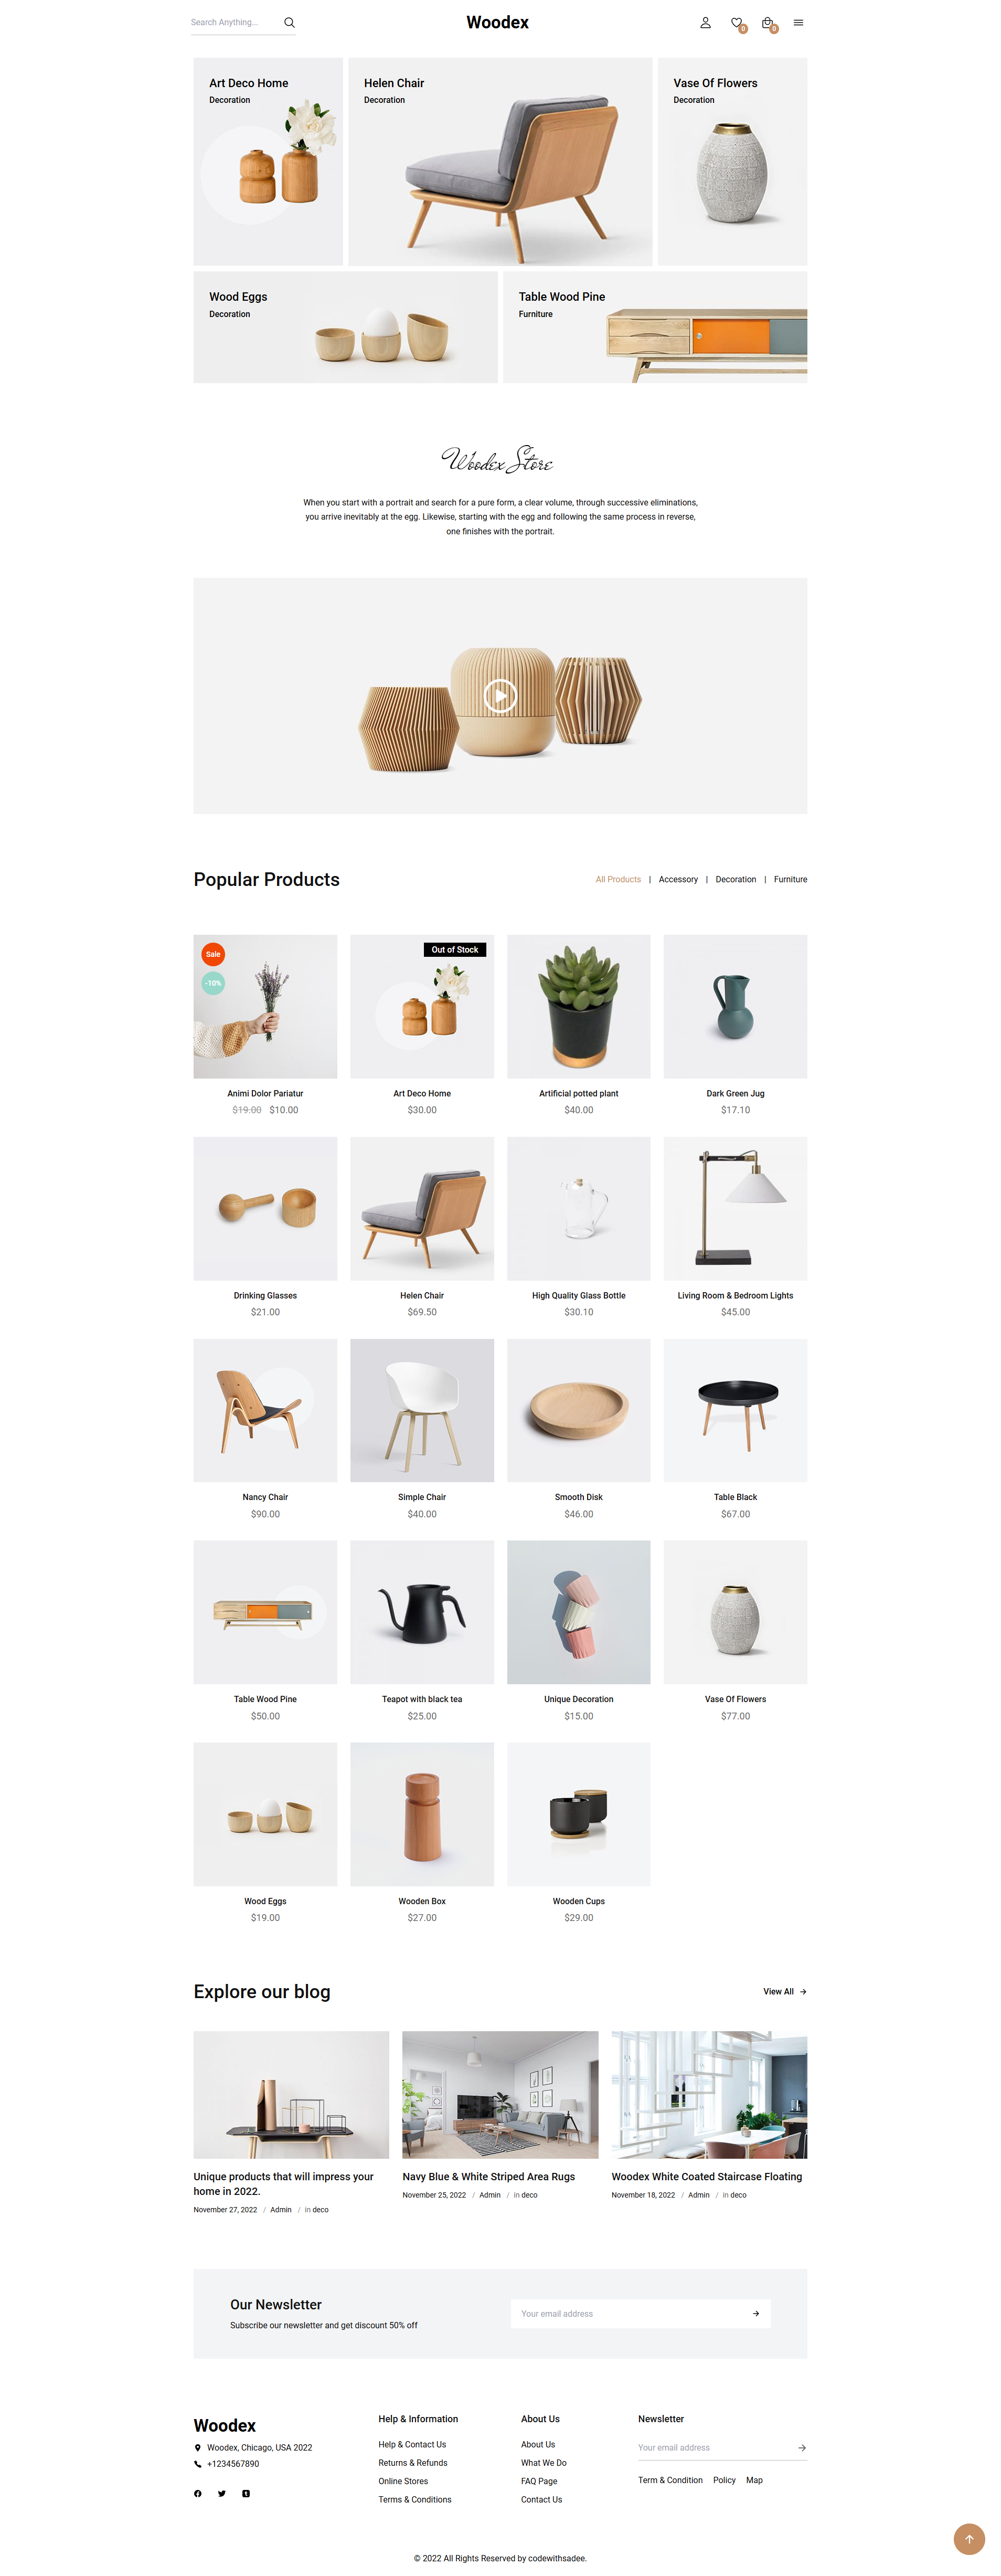 Search Anything...
Woodex
0
0
Art Deco Home
Decoration
Helen Chair
Decoration
Vase Of Flowers
Decoration
Wood Eggs
Decoration
Table Wood Pine
Furniture
Woodex Store
When you start with a portrait and search for a pure form, a clear volume, through successive eliminations,
you arrive inevitably at the egg. Likewise, starting with the egg and following the same process in reverse,
one finishes with the portrait.
Popular Products
All Products | Accessory | Decoration | Furniture
Sale
-10%
Out of Stock
Animi Dolor Pariatur
$19.00 $10.00
Art Deco Home
$30.00
Artificial potted plant
$40.00
Dark Green Jug
$17.10
Drinking Glasses
$21.00
Helen Chair
$69.50
High Quality Glass Bottle
$30.10
Living Room & Bedroom Lights
$45.00
Nancy Chair
$90.00
Simple Chair
$40.00
Smooth Disk
$46.00
Table Black
$67.00
Table Wood Pine
$50.00
Teapot with black tea
$25.00
Unique Decoration
$15.00
Vase Of Flowers
$77.00
Wood Eggs
$19.00
Wooden Box
$27.00
Wooden Cups
$29.00
Explore our blog
View All
Unique products that will impress your
home in 2022.
November 27, 2022 / Admin / in deco
Navy Blue & White Striped Area Rugs
November 25, 2022 / Admin / in deco
Woodex White Coated Staircase Floating
November 18, 2022 / Admin / in deco
Our Newsletter
Subscribe our newsletter and get discount 50% off
Your email address
Woodex
Woodex, Chicago, USA 2022
+1234567890
Help & Information
Help & Contact Us
Returns & Refunds
Online Stores
Terms & Conditions
About Us
About Us
What We Do
FAQ Page
Contact Us
Newsletter
Your email address
Term & Condition Policy Map
© 2022 All Rights Reserved by codewithsadee.